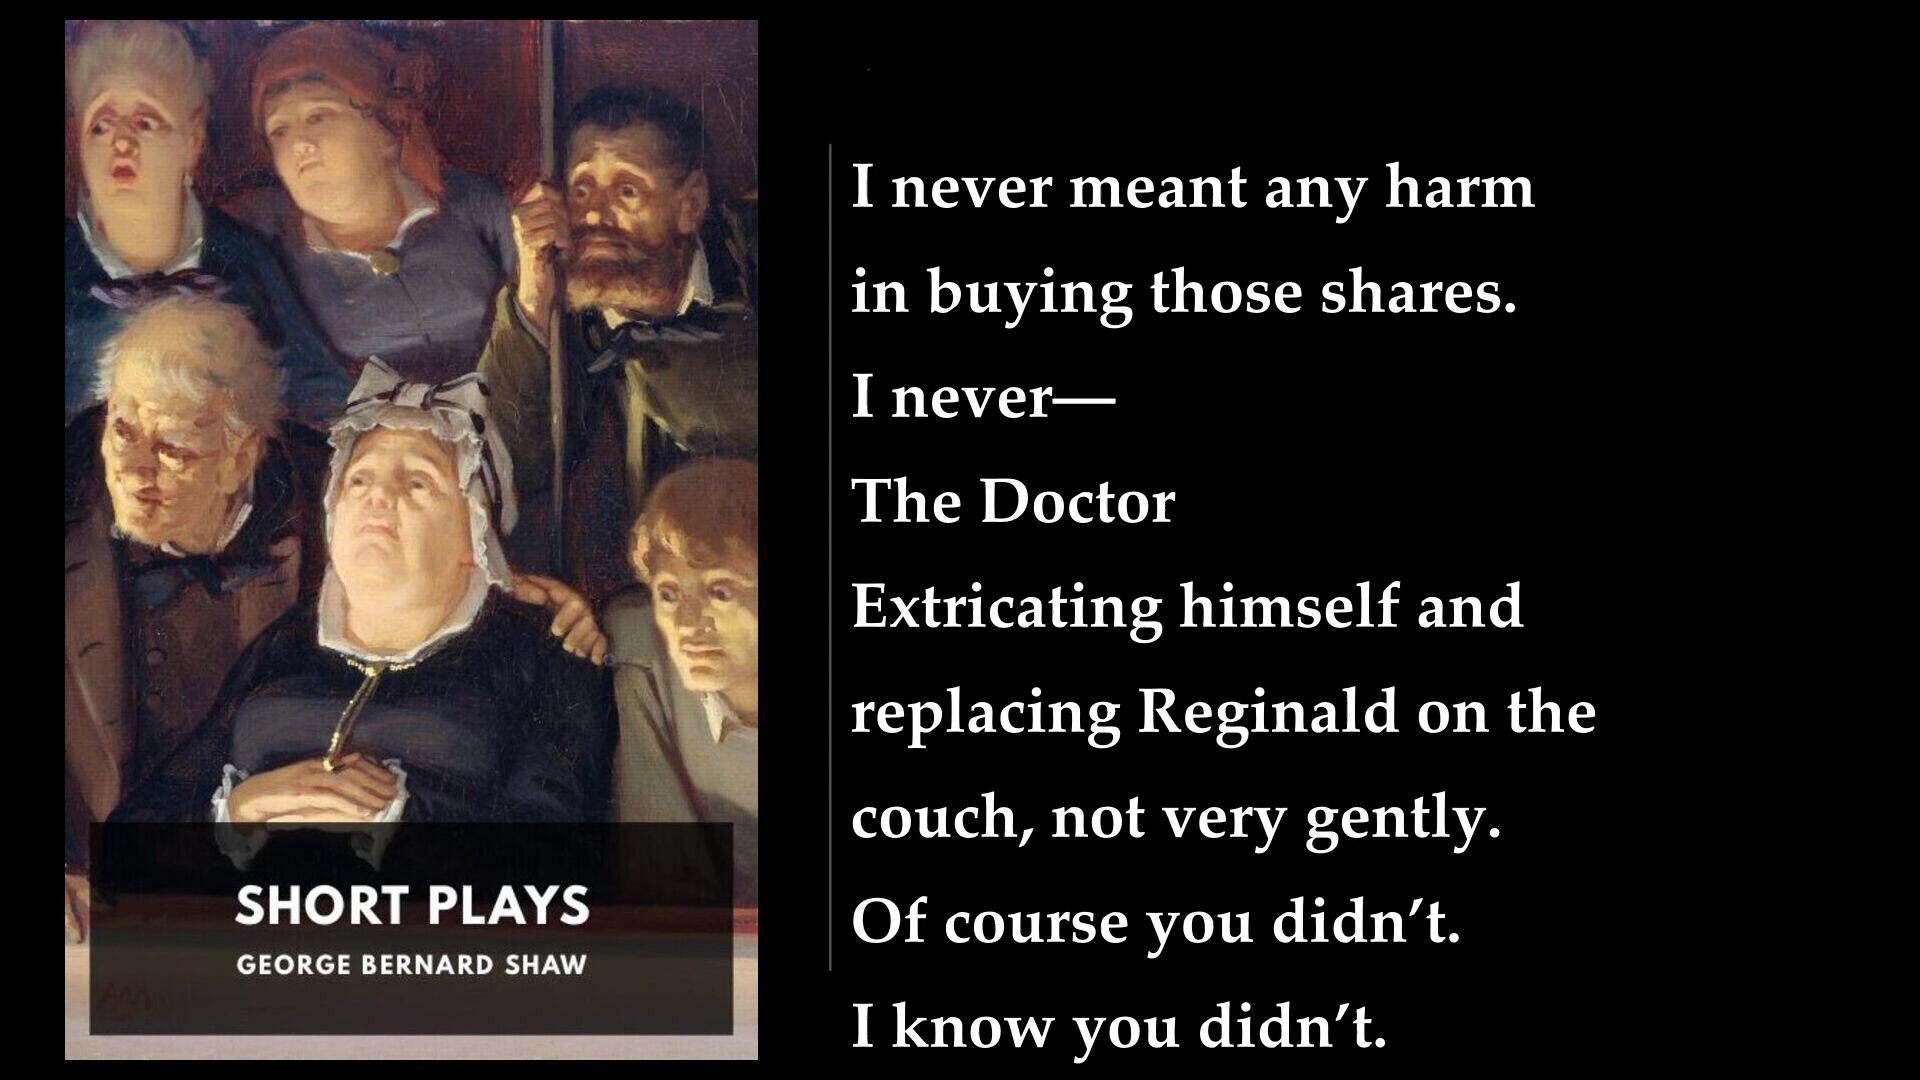 SHORT PLAYS
GEORGE BERNARD SHAW
I never meant any harm
in buying those shares.
I never—
The Doctor
Extricating himself and
replacing Reginald on the
couch, not very gently.
Of course you didn’t.
I know you didn’t.